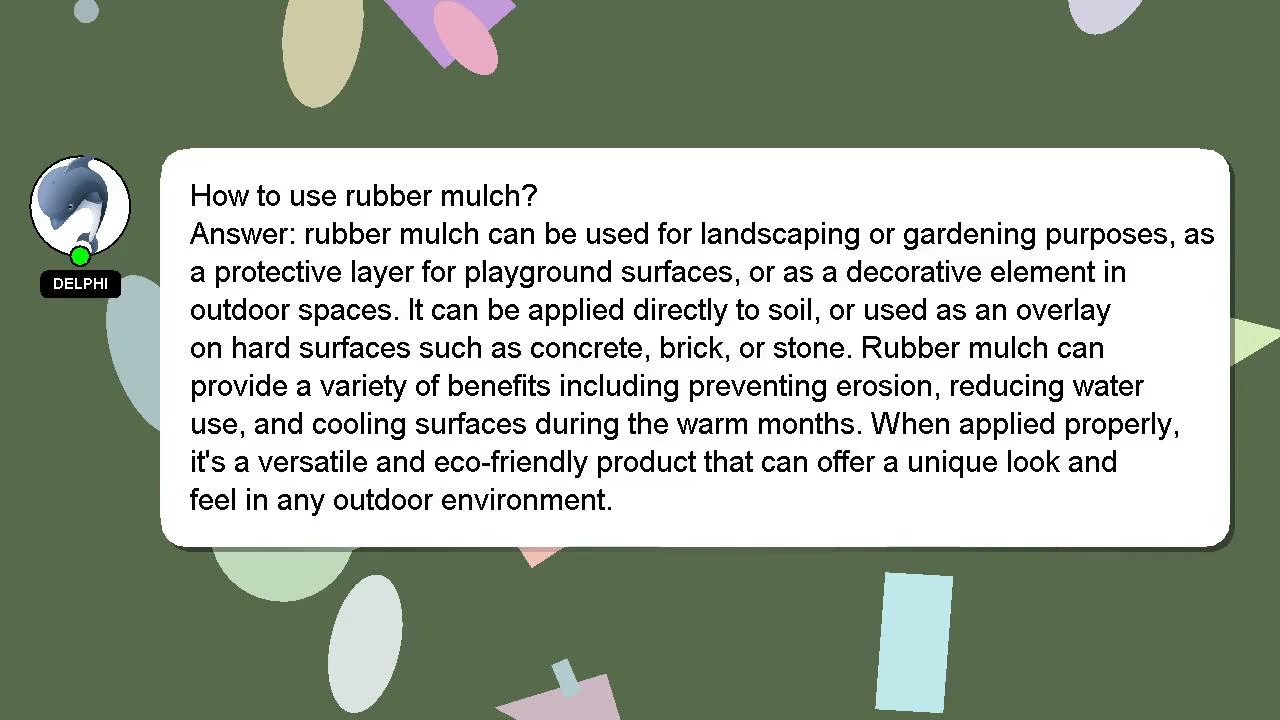 How to use rubber mulch?
Answer: rubber mulch can be used for landscaping or gardening purposes, as
a protective layer for playground surfaces, or as a decorative element in
outdoor spaces. It can be applied directly to soil, or used as an overlay
on hard surfaces such as concrete, brick, or stone. Rubber mulch can
provide a variety of benefits including preventing erosion, reducing water
use, and cooling surfaces during the warm months. When applied properly,
it's a versatile and eco-friendly product that can offer a unique look and
feel in any outdoor environment.
DELPHI